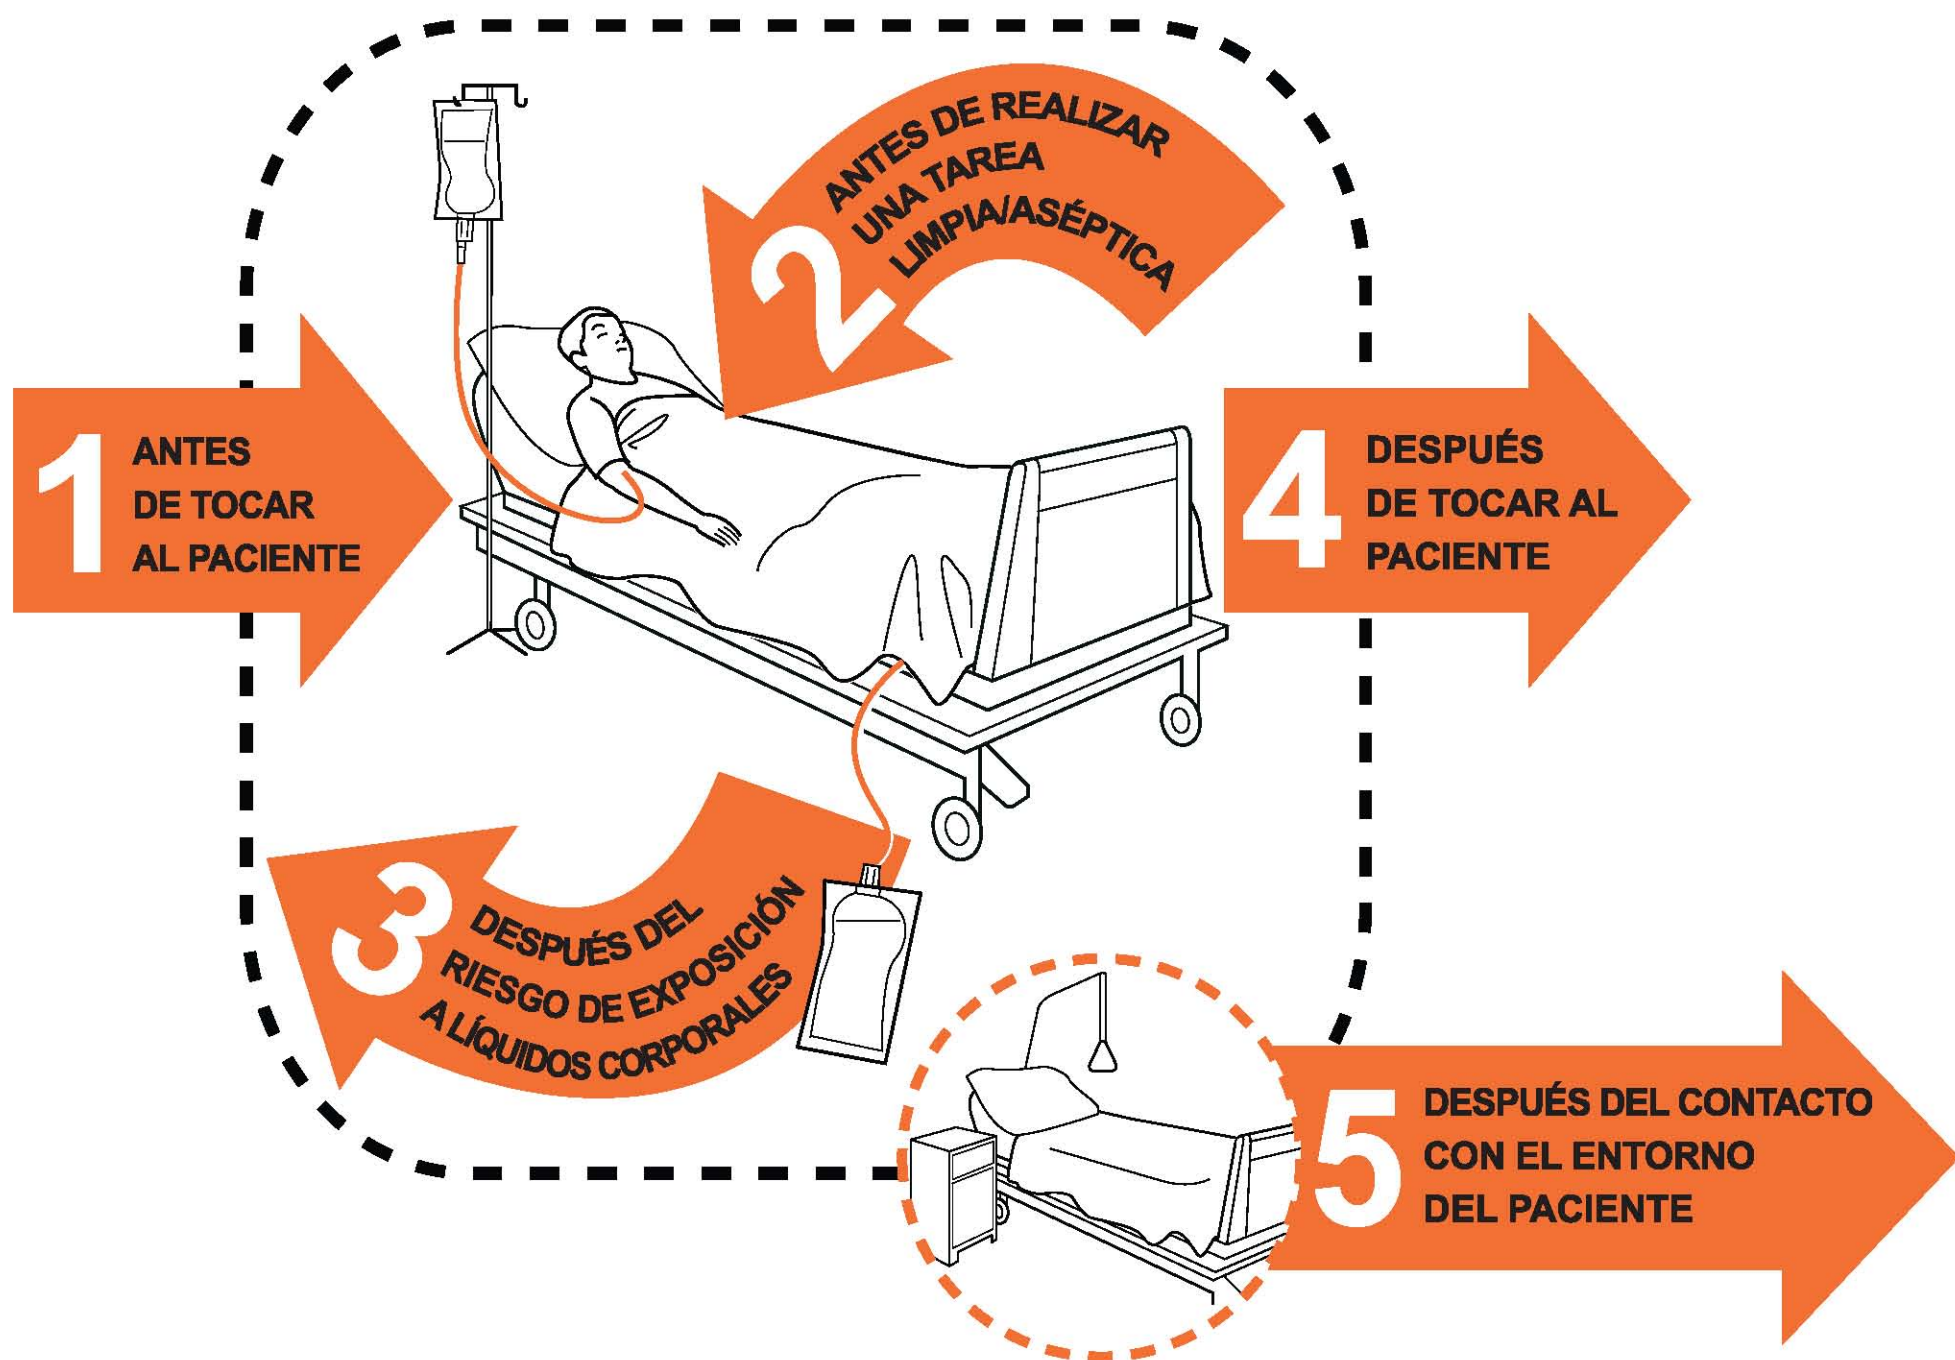 1
ANTES
DE TOCAR
AL PACIENTE
2
ANTES DE REALIZAR
UNA TAREA
LIMPIA/ASÉPTICA
3
DESPUÉS DEL
RIESGO DE EXPOSICIÓN
A LÍQUIDOS CORPORALES
4
DESPUÉS
DE TOCAR AL
PACIENTE
5
DESPUÉS DEL CONTACTO
CON EL ENTORNO
DEL PACIENTE